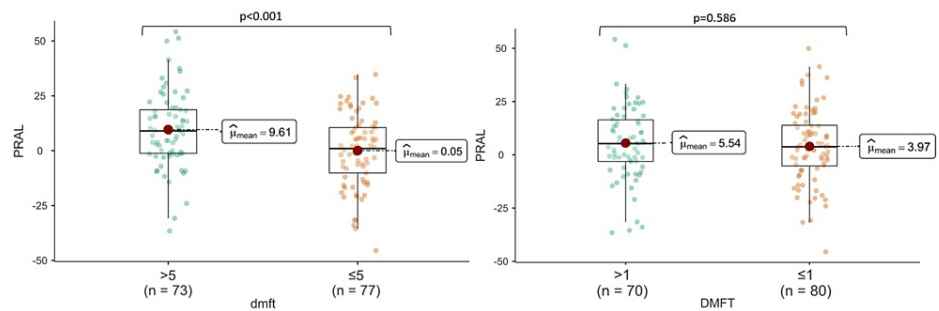 p<0.001
50
25
0
-25
-50
PRAL
μ̂mean = 9.61
μ̂mean = 0.05
>5
(n = 73)
≤5
(n = 77)
dmft
p=0.586
50
25
0
-25
-50
PRAL
μ̂mean = 5.54
μ̂mean = 3.97
>1
(n = 70)
≤1
(n = 80)
DMFT